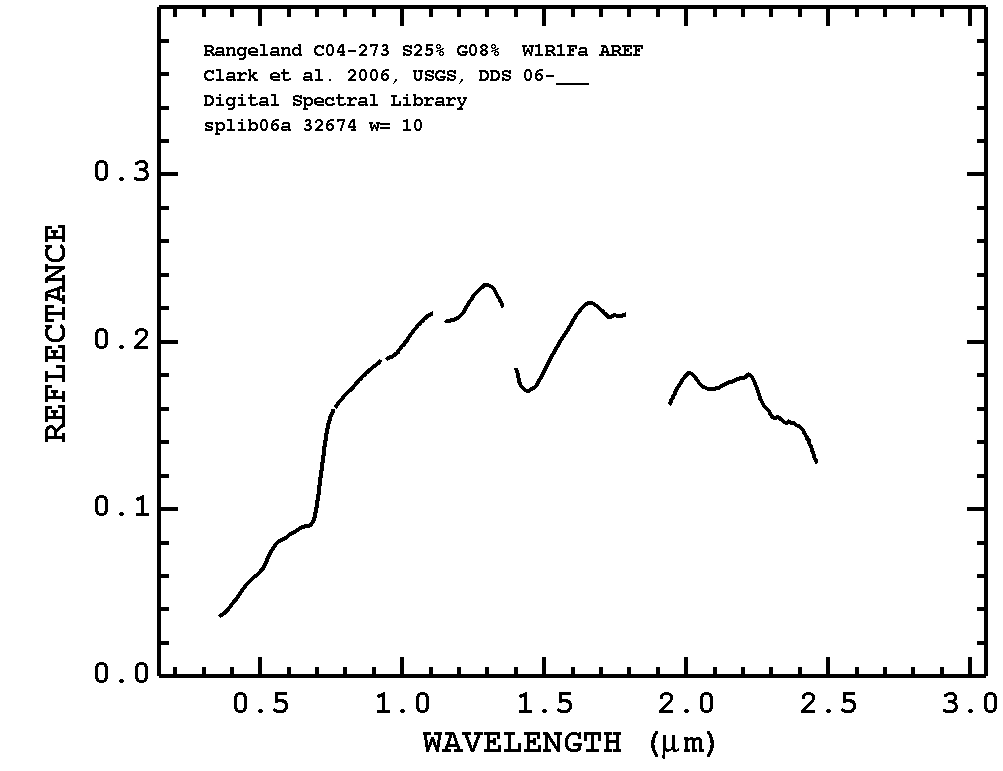 Rangeland C04-273 S25% G08%  W1R1Fa AREF
Clark et al. 2006, USGS, DDS 06-___
Digital Spectral Library
splib06a 32674 w= 10
0.3
0.2
0.1
0.0
REFLECTANCE
0.5 1.0 1.5 2.0 2.5 3.0
WAVELENGTH (μm)